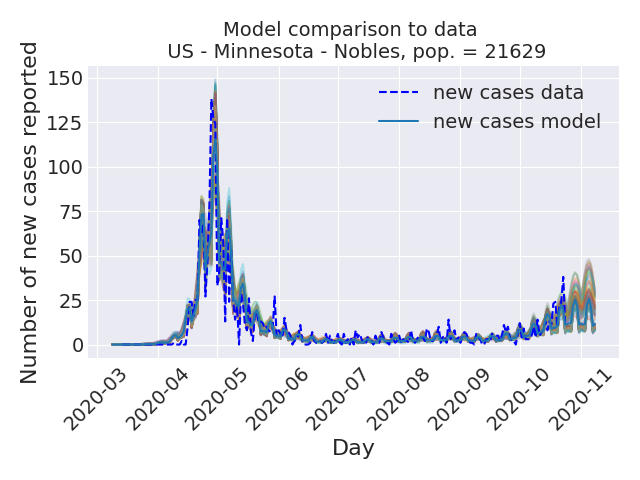 Model comparison to data
US - Minnesota - Nobles, pop. = 21629
new cases data
new cases model
Number of new cases reported
150
125
100
75
50
25
0
2020-03
2020-04
2020-05
2020-06
2020-07
2020-08
2020-09
2020-10
2020-11
Day